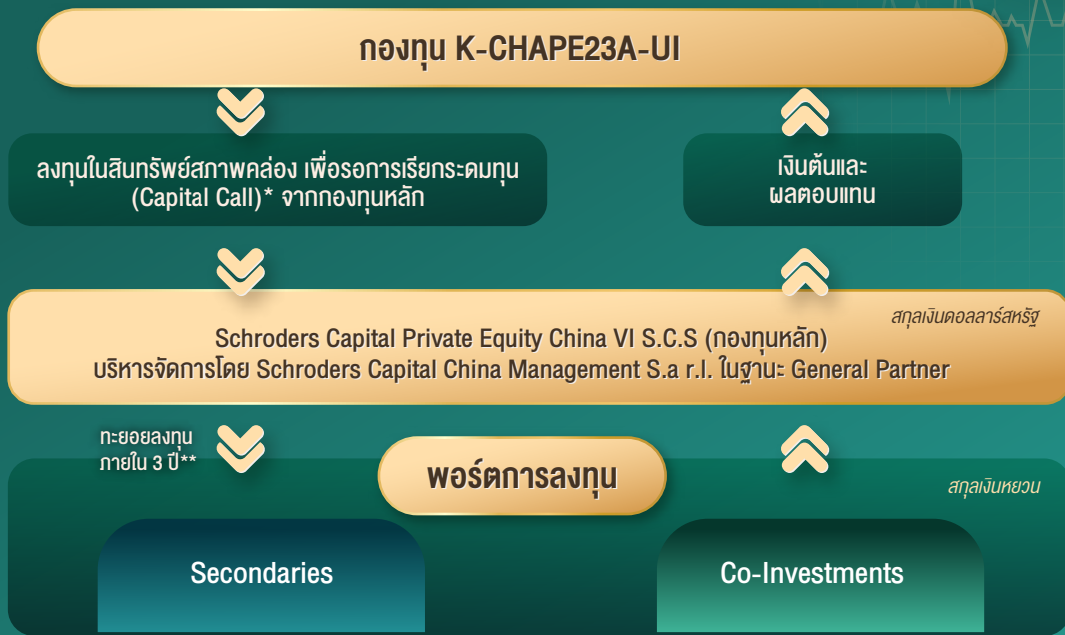 กองทุน K-CHAPE23A-UI
ลงทุนในสินทรัพย์สภาพคล่อง เพื่อรอการเรียกระดมทุน
(Capital Call)* จากกองทุนหลัก
เงินต้นและ
ผลตอบแทน
สกุลเงินดอลลาร์สหรัฐ
Schroders Capital Private Equity China VI S.C.S (กองทุนหลัก)
บริหารจัดการโดย Schroders Capital China Management S.a r.l. ในฐานะ General Partner
ทะยอยลงทุน
ภายใน 3 ปี**
พอร์ตการลงทุน
สกุลเงินหยวน
Secondaries
Co-Investments